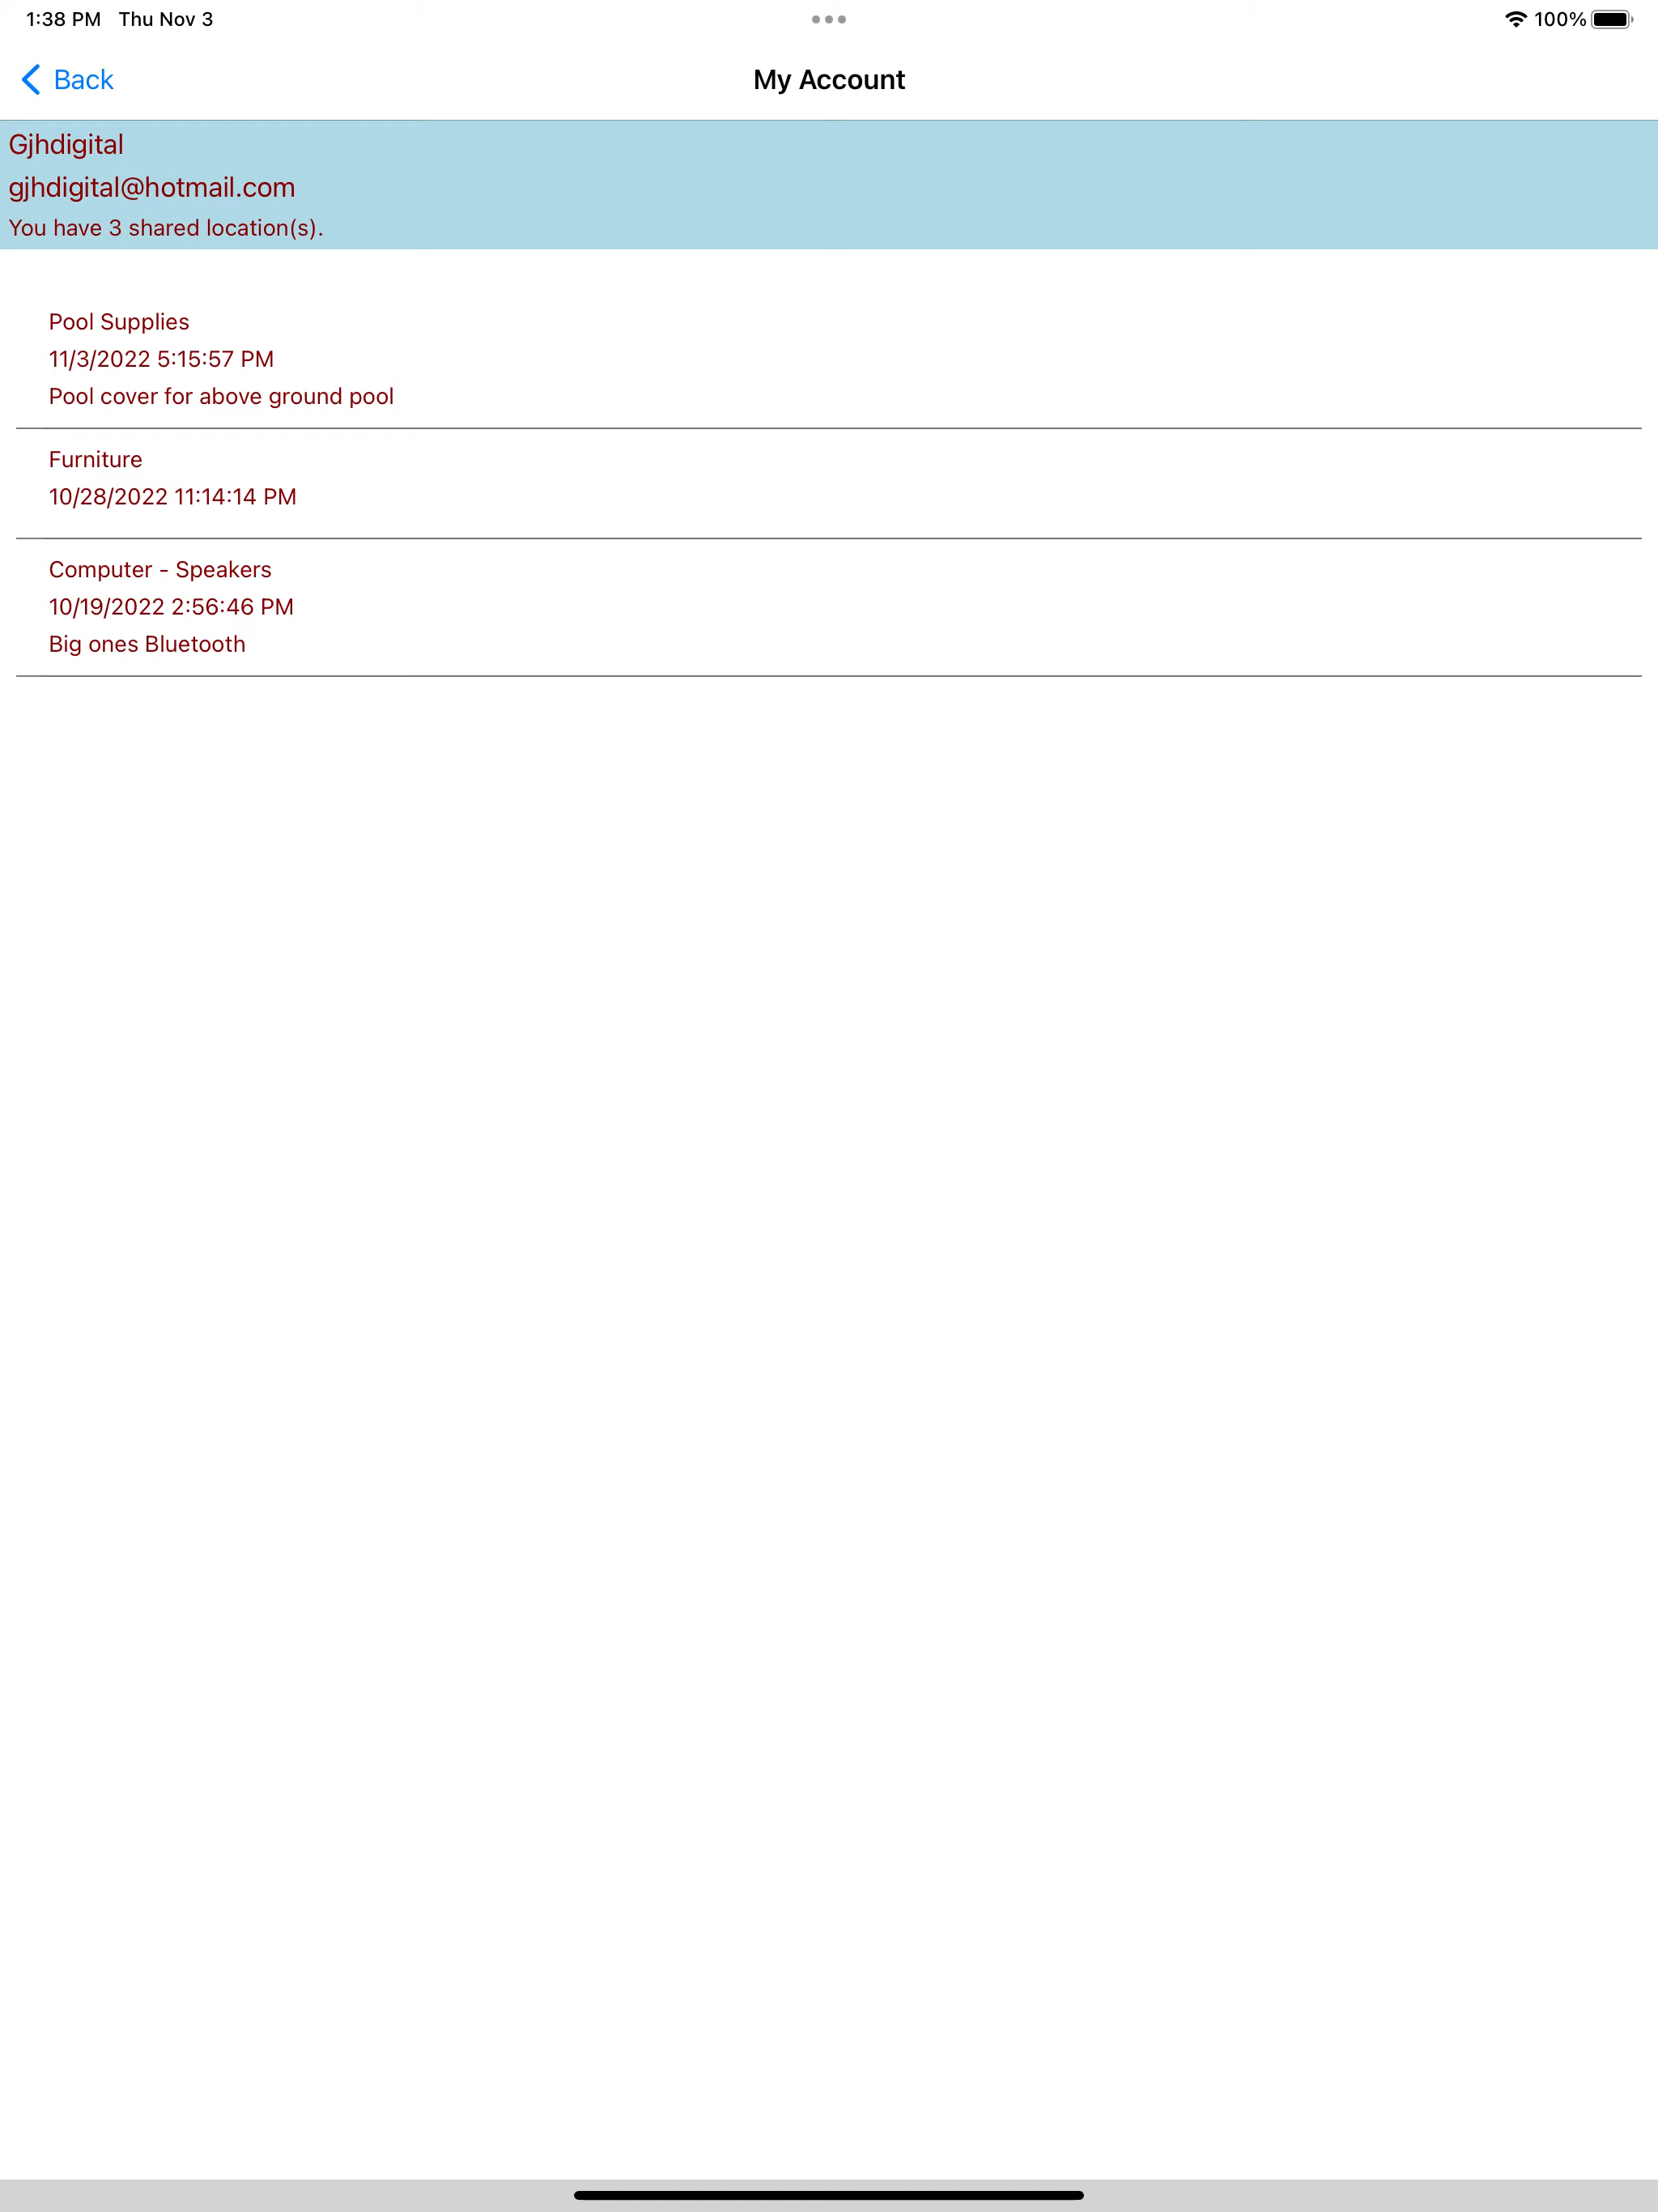 1:38 PM Thu Nov 3
100%
Back
My Account
Gjhdigital
gjhdigital@hotmail.com
You have 3 shared location(s).
Pool Supplies
11/3/2022 5:15:57 PM
Pool cover for above ground pool
Furniture
10/28/2022 11:14:14 PM
Computer - Speakers
10/19/2022 2:56:46 PM
Big ones Bluetooth